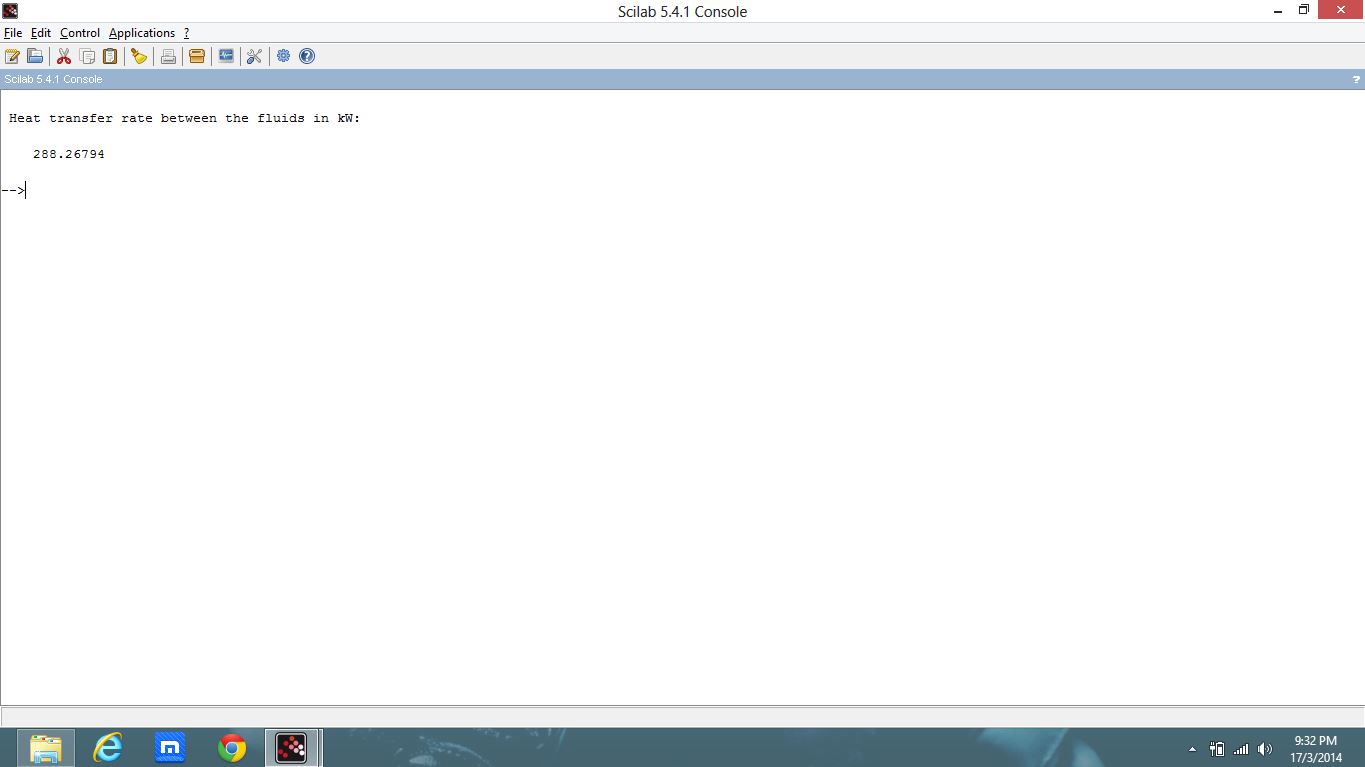 Scilab 5.4.1 Console
File Edit Control Applications ?
Scilab 5.4.1 Console ?
Heat transfer rate between the fluids in kW:
288.26794
-->
9:32 PM
17/3/2014